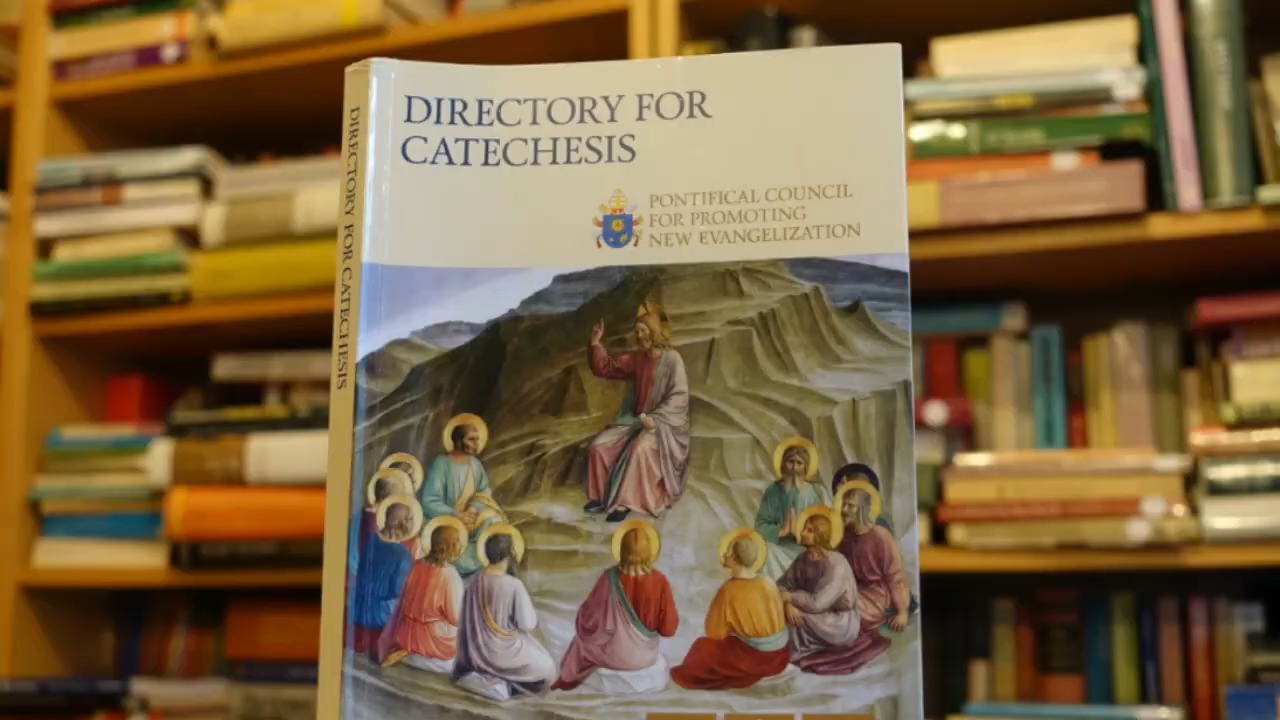 DIRECTORY FOR
CATECHESIS
PONTIFICAL COUNCIL
FOR PROMOTING
NEW EVANGELIZATION
DIRECTORY FOR CATECHESIS